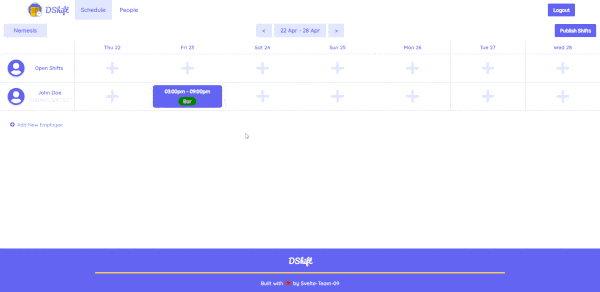 DShift Schedule People Logout
Nemesis < 22 Apr - 28 Apr > Publish Shifts
Thu 22 Fri 23 Sat 24 Sun 25 Mon 26 Tue 27 Wed 28
Open Shifts
John Doe
03:00pm - 09:00pm
Bar
Add New Employee
DShift
Built with ❤ by Svelte-Team-09